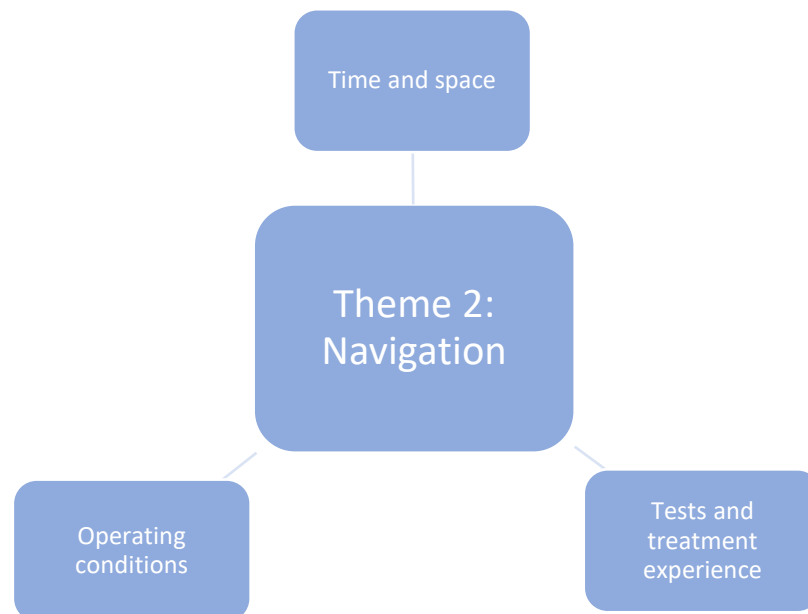 Time and space
Theme 2:
Navigation
Operating
conditions
Tests and
treatment
experience